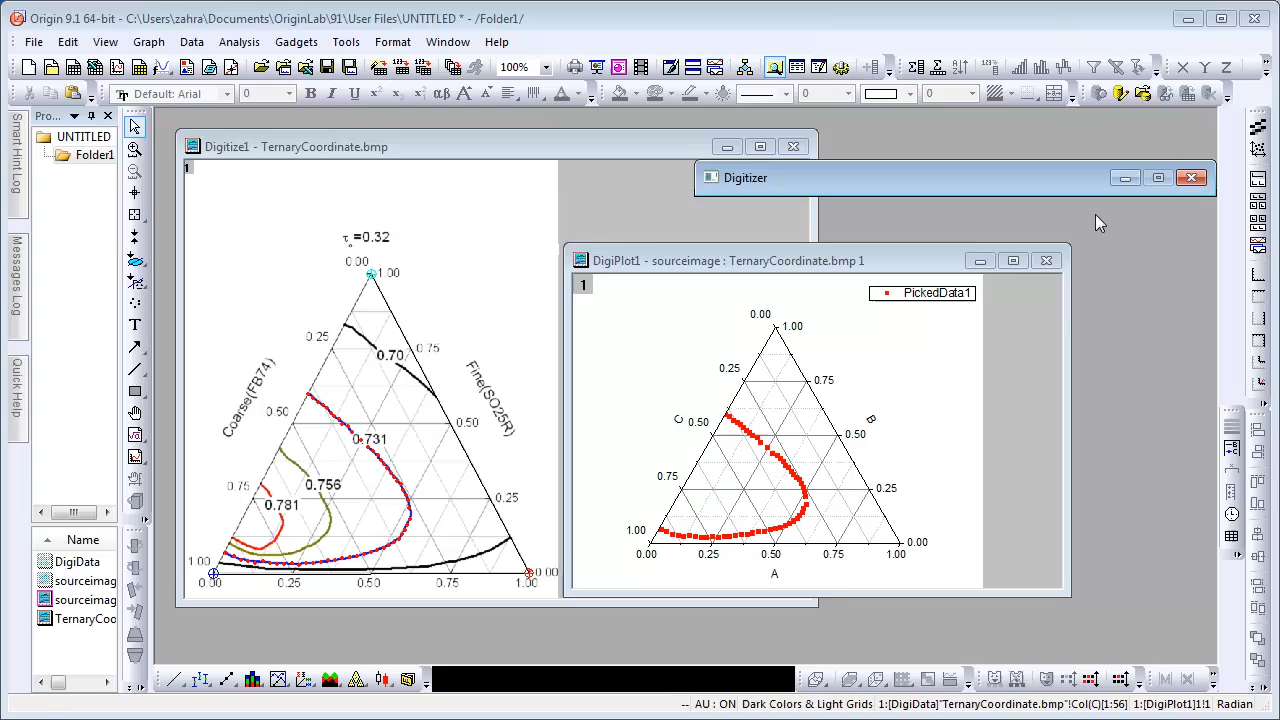 Origin 9.1 64-bit - C:\Users\zahra\Documents\OriginLab\91\User Files\UNTITLED * - /Folder1/
File Edit View Graph Data Analysis Gadgets Tools Format Window Help
100%
Default: Arial 0 B I U αβ A A 0 0
X Y Z
Pro...
UNTITLED
Folder1
Smart Hint Log
Messages Log
Quick Help
Name
DigiData
sourceimag
sourceimag
TernaryCoo
Digitize1 - TernaryCoordinate.bmp
1
τ°=0.32
0.00
1.00
0.25
0.70
0.75
Coarse(FB74)
Fine(SO25R)
0.50
0.731
0.50
0.75
0.756
0.781
0.25
1.00
0.00
0.00 0.25 0.50 0.75 1.00
Digitizer
DigiPlot1 - sourceimage : TernaryCoordinate.bmp 1
1
PickedData1
0.00
1.00
0.25
0.75
C
B
0.50
0.50
0.75
0.25
1.00
0.00
0.00 0.25 0.50 0.75 1.00
A
-- AU : ON Dark Colors & Light Grids 1:[DigiData]"TernaryCoordinate.bmp"!Col(C)[1:56] 1:[DigiPlot1]1!1 Radian